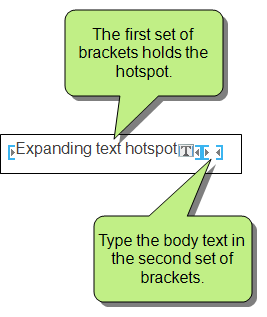 The first set of
brackets holds the
hotspot.
Expanding text hotspot T
Type the body text in
the second set of
brackets.